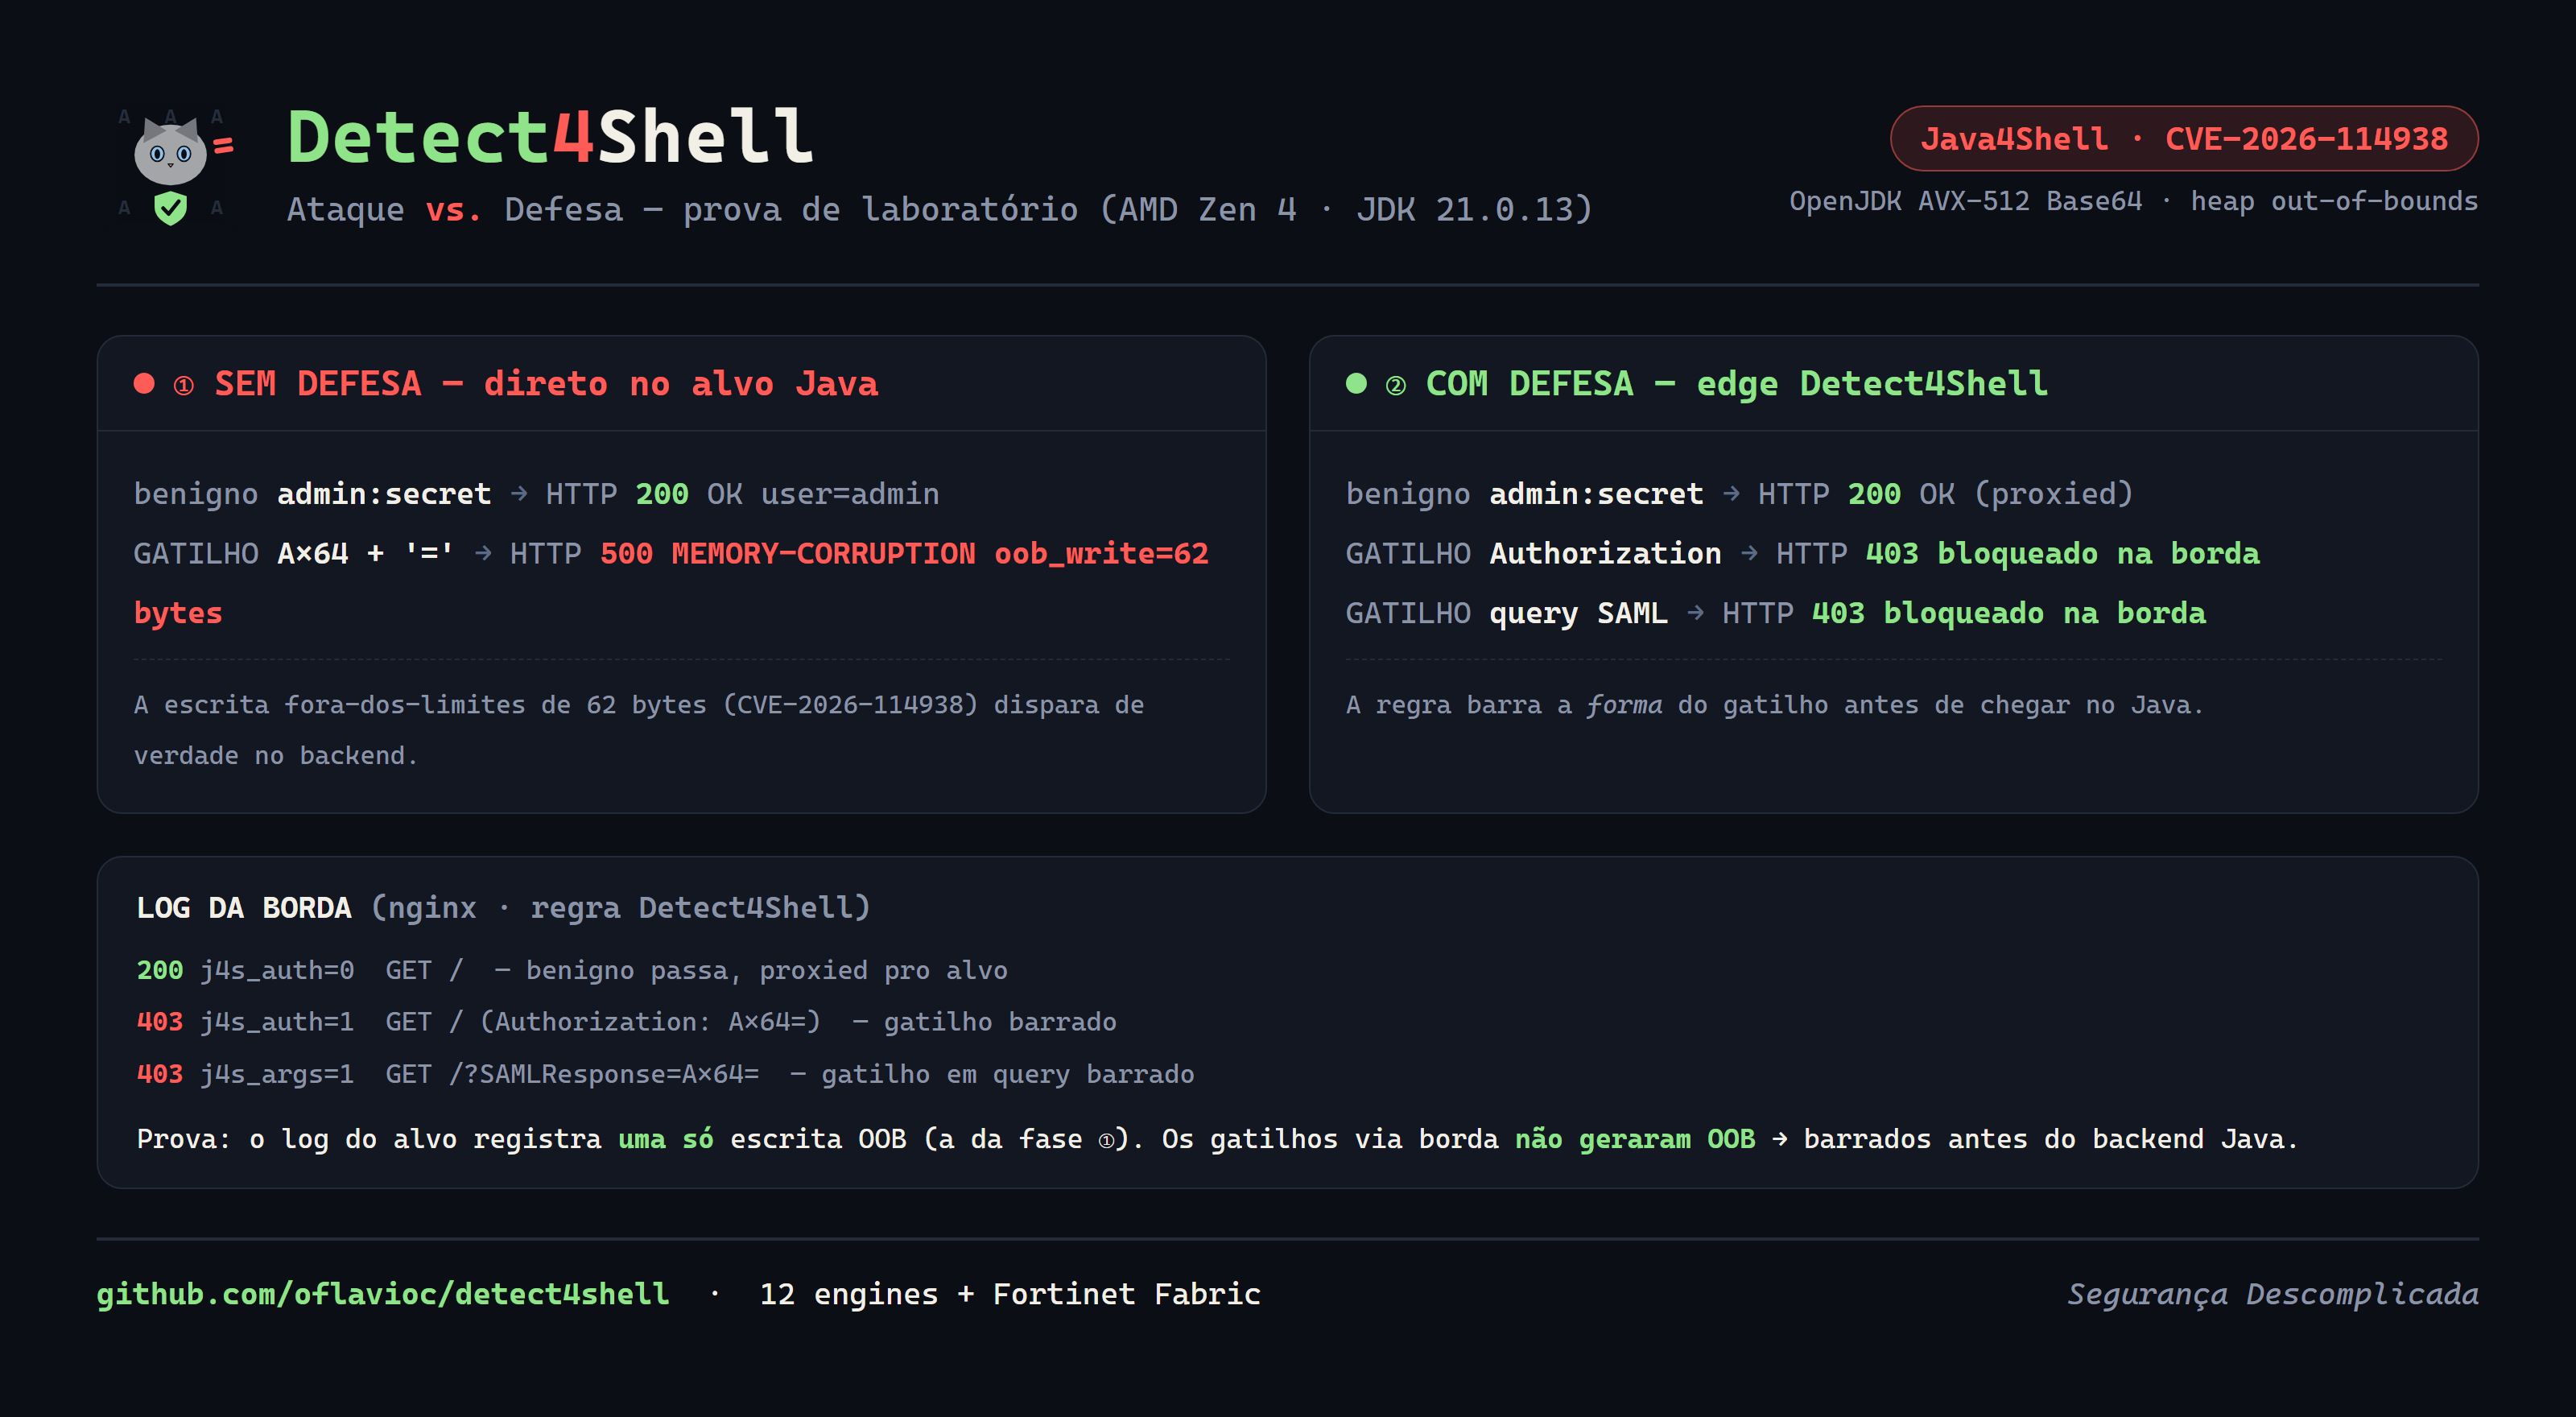 A A A
=
A A
Detect4Shell
Ataque vs. Defesa — prova de laboratório (AMD Zen 4 · JDK 21.0.13)
Java4Shell · CVE-2026-114938
OpenJDK AVX-512 Base64 · heap out-of-bounds
① SEM DEFESA — direto no alvo Java
benigno admin:secret → HTTP 200 OK user=admin
GATILHO A×64 + '=' → HTTP 500 MEMORY-CORRUPTION oob_write=62
bytes
A escrita fora-dos-limites de 62 bytes (CVE-2026-114938) dispara de
verdade no backend.
② COM DEFESA — edge Detect4Shell
benigno admin:secret → HTTP 200 OK (proxied)
GATILHO Authorization → HTTP 403 bloqueado na borda
GATILHO query SAML → HTTP 403 bloqueado na borda
A regra barra a forma do gatilho antes de chegar no Java.
LOG DA BORDA (nginx · regra Detect4Shell)
200 j4s_auth=0 GET / — benigno passa, proxied pro alvo
403 j4s_auth=1 GET / (Authorization: A×64=) — gatilho barrado
403 j4s_args=1 GET /?SAMLResponse=A×64= — gatilho em query barrado
Prova: o log do alvo registra uma só escrita OOB (a da fase ①). Os gatilhos via borda não geraram OOB → barrados antes do backend Java.
github.com/oflavioc/detect4shell · 12 engines + Fortinet Fabric
Segurança Descomplicada